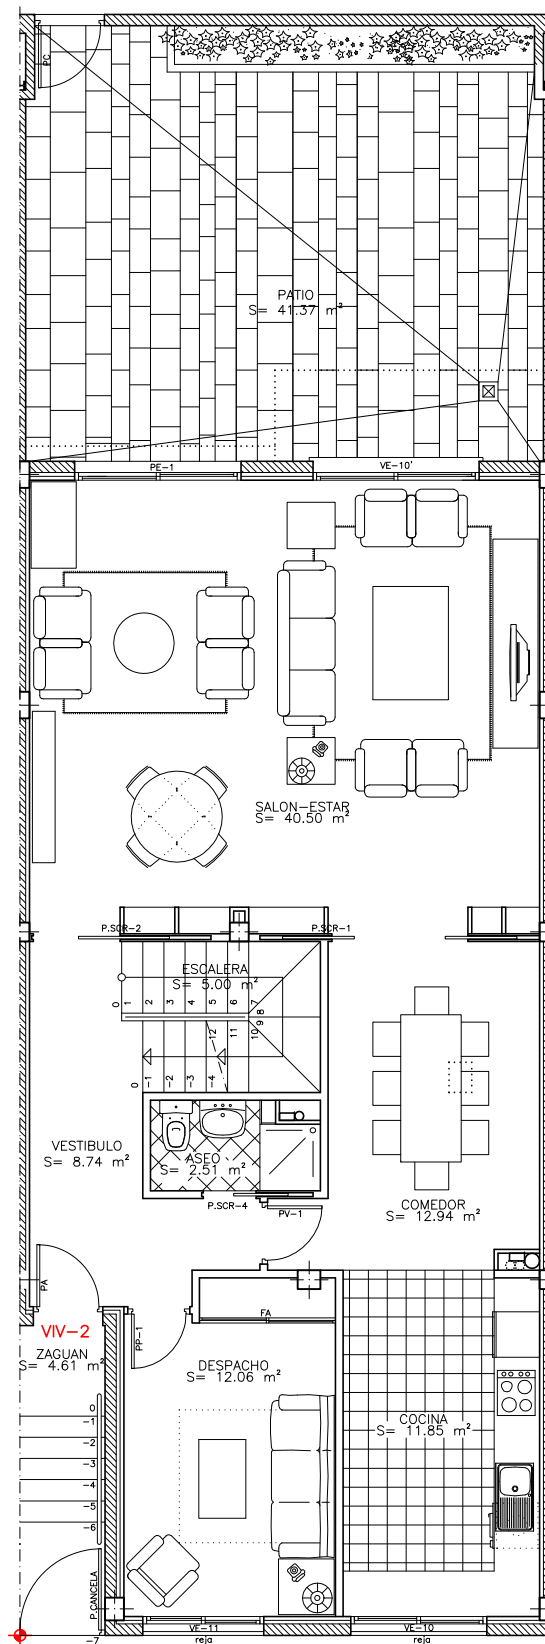 PC
PATIO
S= 41.37 m²
PE-1
VE-10'
SALON-ESTAR
S= 40.50 m²
P.SCR-2
P.SCR-1
ESCALERA
S= 5.00 m²
0
1
2
3
4
5
6
7
8
9
10
11
12
0
-1
-2
-3
-4
VESTIBULO
S= 8.74 m²
ASEO
S= 2.51 m²
P.SCR-4
PV-1
COMEDOR
S= 12.94 m²
PA
VIV-2
ZAGUAN
S= 4.61 m²
PP-1
FA
DESPACHO
S= 12.06 m²
COCINA
S= 11.85 m²
0
-1
-2
-3
-4
-5
-6
P.CANCELA
-7
VE-11
reja
VE-10
reja